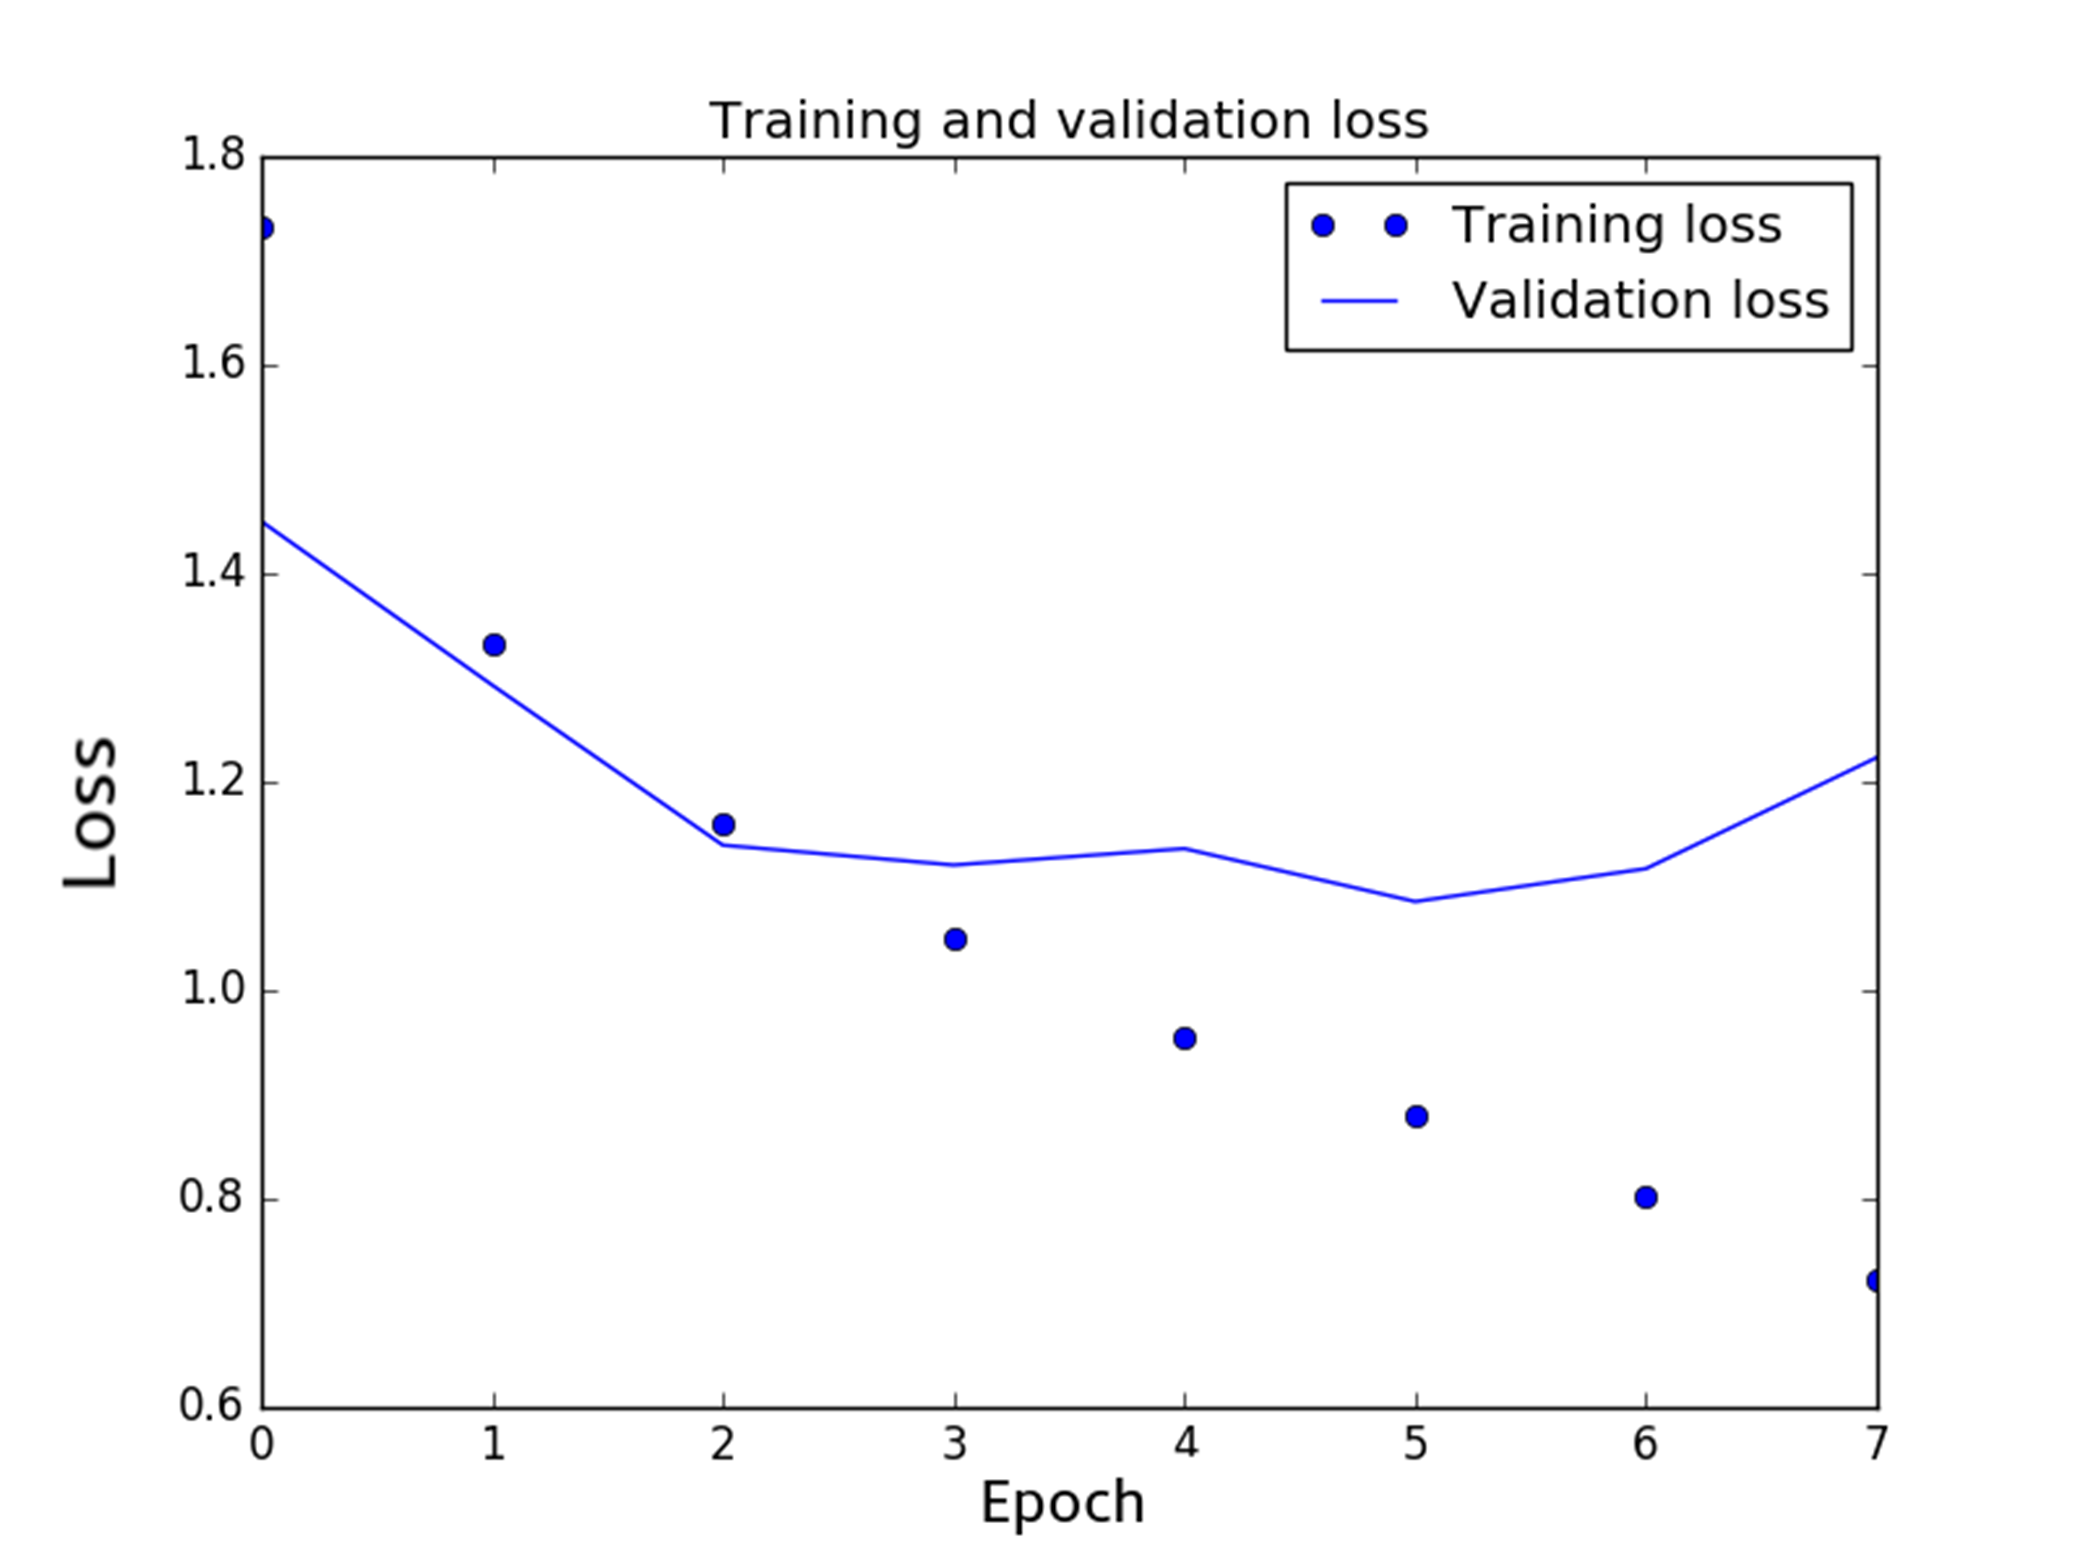 Training and validation loss
1.8
1.6
1.4
1.2
1.0
0.8
0.6
Loss
Training loss
Validation loss
0 1 2 3 4 5 6 7
Epoch